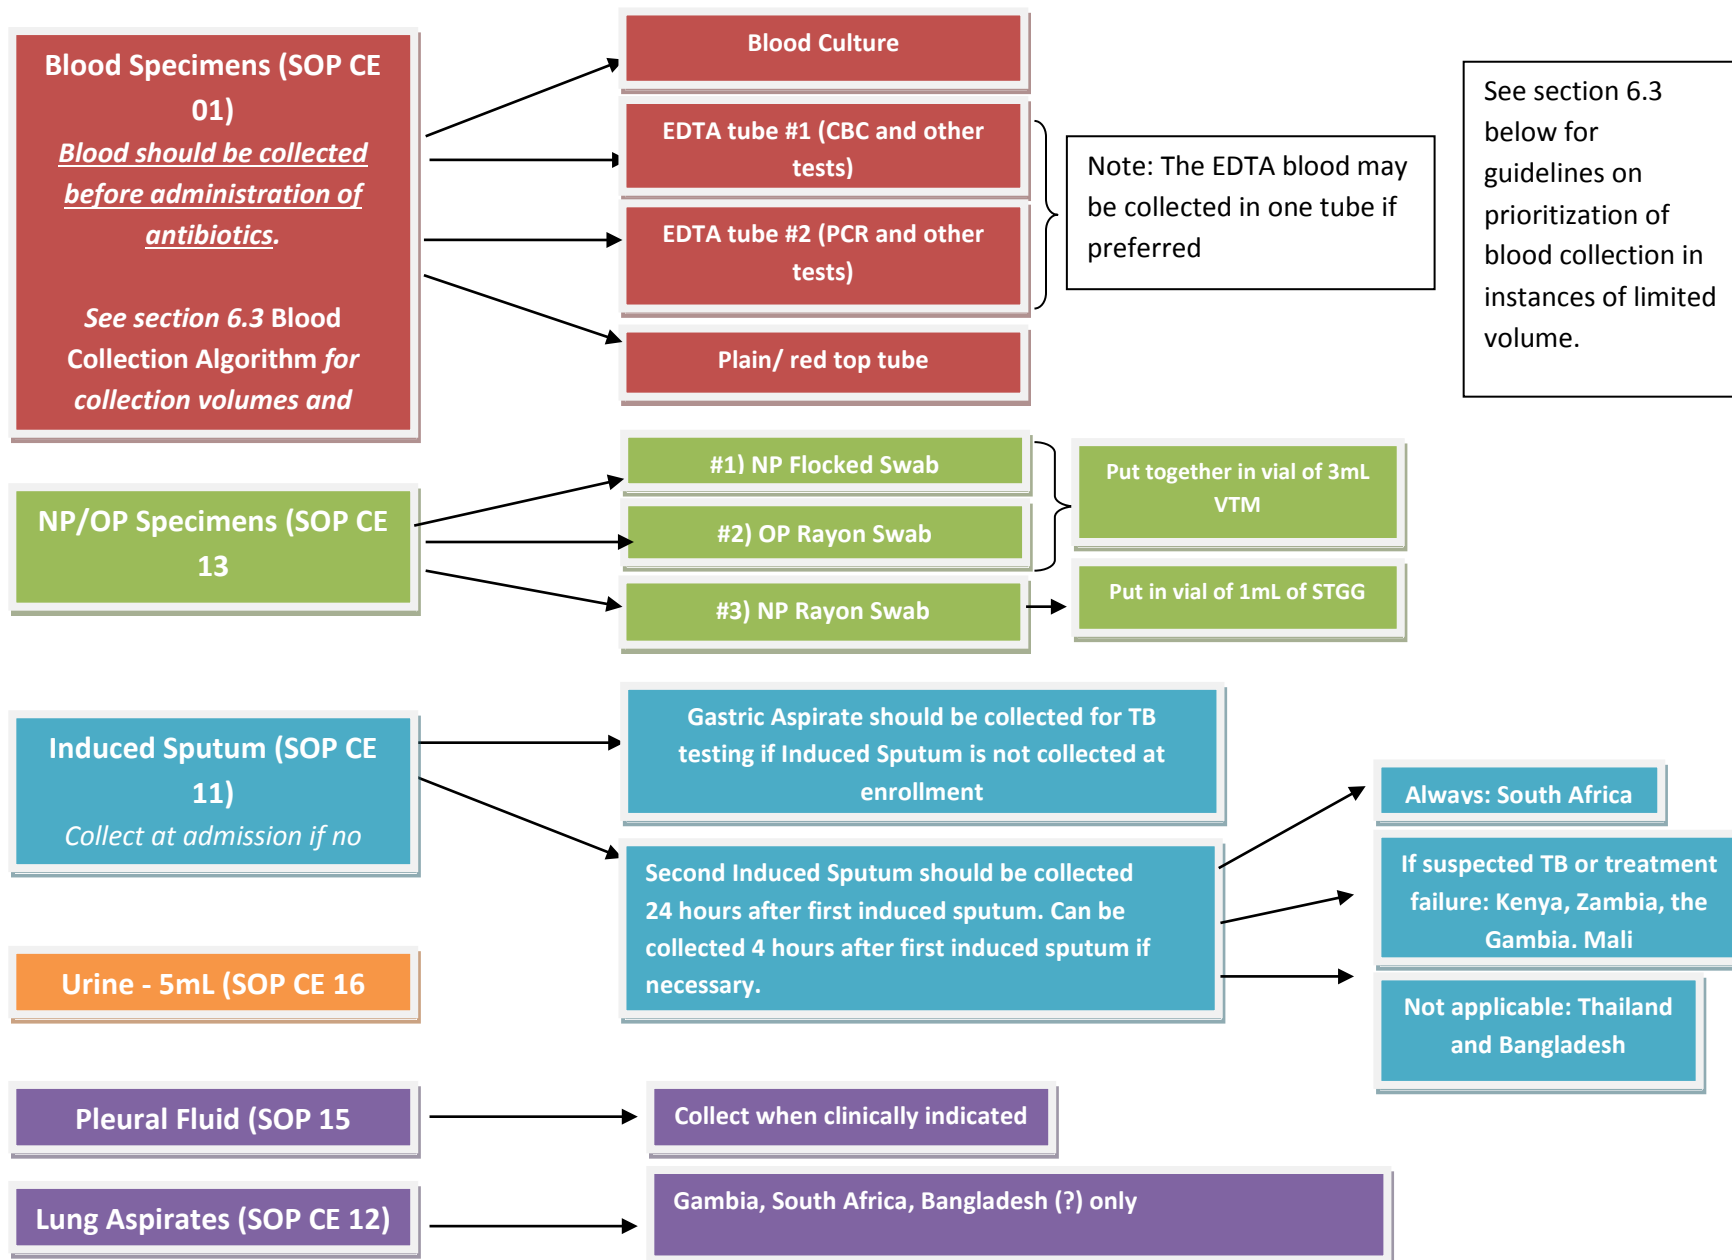 Blood Specimens (SOP CE
01)
Blood should be collected
before administration of
antibiotics.
See section 6.3 Blood
Collection Algorithm for
collection volumes and
Blood Culture
EDTA tube #1 (CBC and other
tests)
EDTA tube #2 (PCR and other
tests)
Plain/ red top tube
Note: The EDTA blood may
be collected in one tube if
preferred
See section 6.3
below for
guidelines on
prioritization of
blood collection in
instances of limited
volume.
NP/OP Specimens (SOP CE
13
#1) NP Flocked Swab
#2) OP Rayon Swab
#3) NP Rayon Swab
Put together in vial of 3mL
VTM
Put in vial of 1mL of STGG
Induced Sputum (SOP CE
11)
Collect at admission if no
Gastric Aspirate should be collected for TB
testing if Induced Sputum is not collected at
enrollment
Second Induced Sputum should be collected
24 hours after first induced sputum. Can be
collected 4 hours after first induced sputum if
necessary.
Always: South Africa
If suspected TB or treatment
failure: Kenya, Zambia, the
Gambia. Mali
Not applicable: Thailand
and Bangladesh
Urine - 5mL (SOP CE 16
Pleural Fluid (SOP 15
Collect when clinically indicated
Lung Aspirates (SOP CE 12)
Gambia, South Africa, Bangladesh (?) only